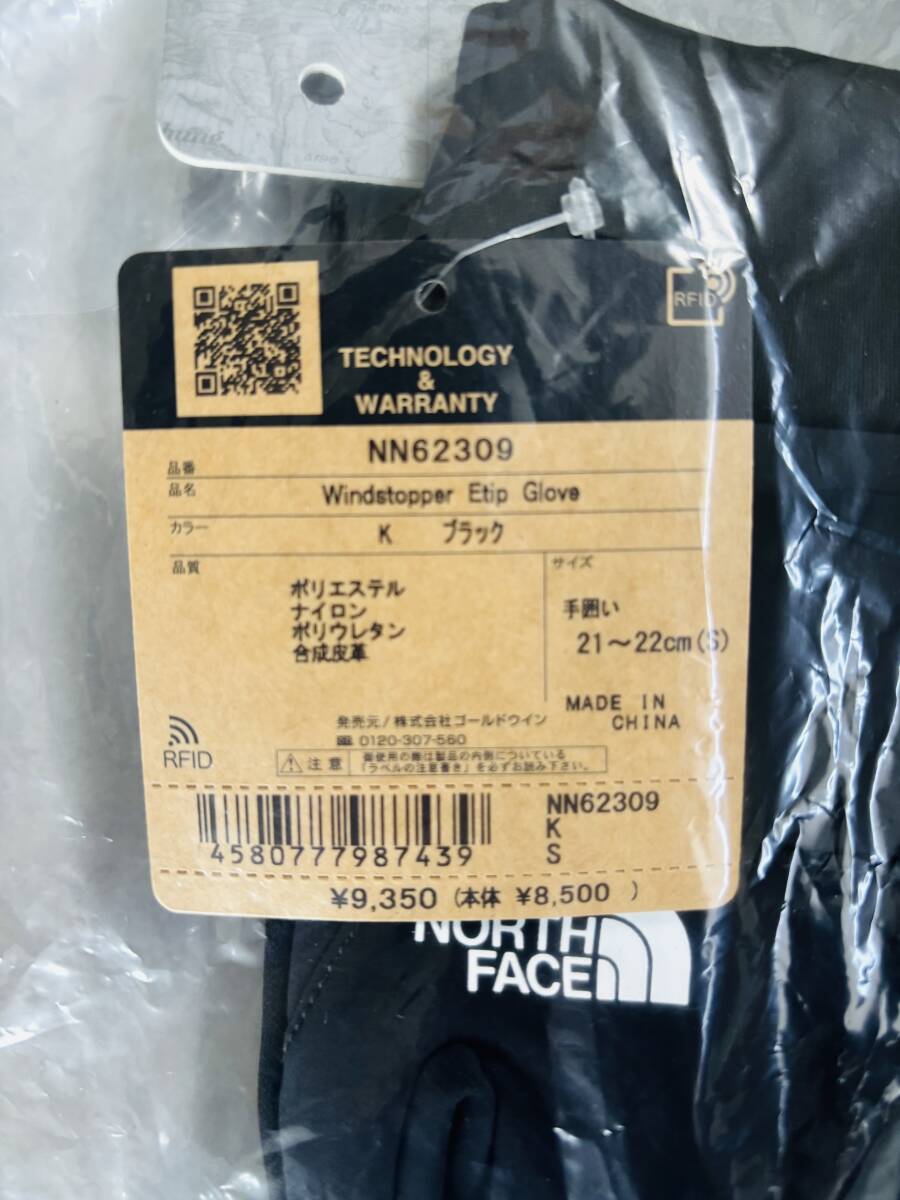 RFID
TECHNOLOGY
&
WARRANTY
品番 NN62309
品名 Windstopper Etip Glove
カラー K ブラック
品質
ポリエステル
ナイロン
ポリウレタン
合成皮革
サイズ
手囲い
21～22cm(S)
MADE IN
CHINA
発売元/株式会社ゴールドウイン
0120-307-560
RFID
注意
御使用の際は製品の内側についている
「ラベルの注意書き」を必ずお読み下さい。
4580777987439
NN62309
K
S
¥9,350 (本体 ¥8,500 )
NORTH
FACE